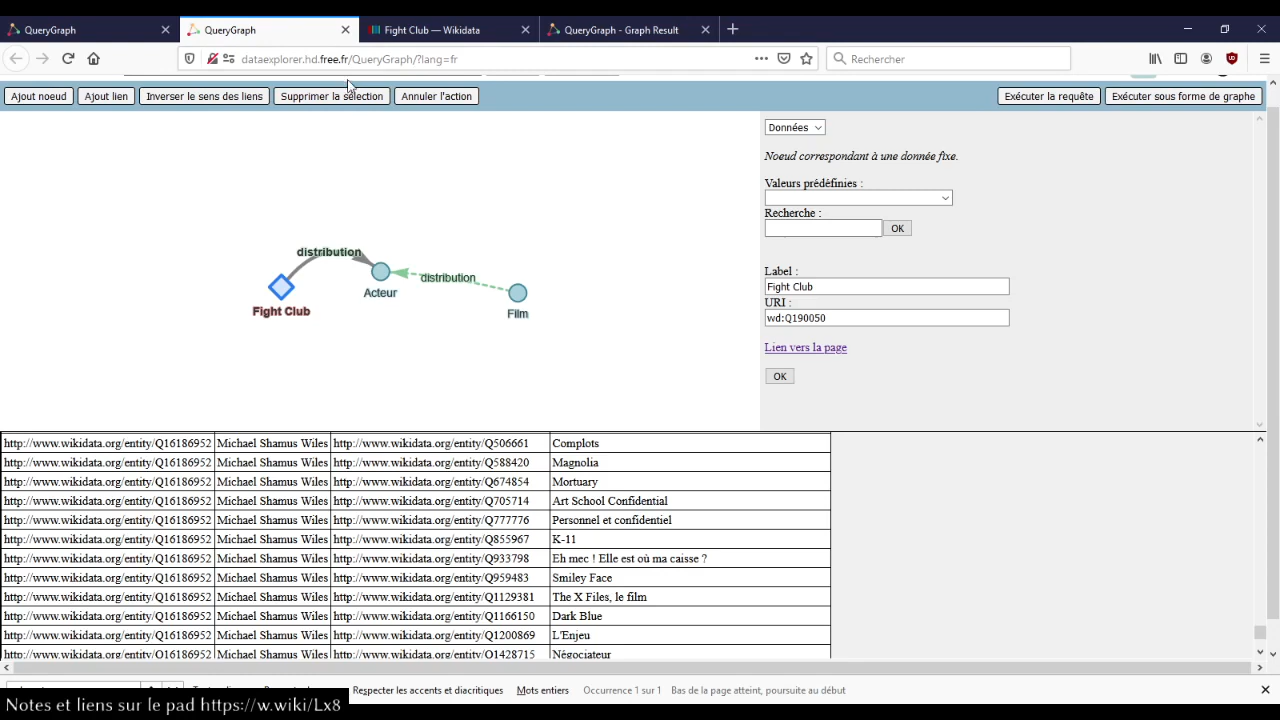 QueryGraph
QueryGraph
Fight Club — Wikidata
QueryGraph - Graph Result
dataexplorer.hd.free.fr/QueryGraph/?lang=fr
Rechercher
Ajout noeud
Ajout lien
Inverser le sens des liens
Supprimer la sélection
Annuler l'action
Exécuter la requête
Exécuter sous forme de graphe
Données
Noeud correspondant à une donnée fixe.
Valeurs prédéfinies :
Recherche :
OK
Label :
Fight Club
URI :
wd:Q190050
Lien vers la page
OK
distribution
distribution
Acteur
Fight Club
Film
http://www.wikidata.org/entity/Q16186952 Michael Shamus Wiles http://www.wikidata.org/entity/Q506661 Complots
http://www.wikidata.org/entity/Q16186952 Michael Shamus Wiles http://www.wikidata.org/entity/Q588420 Magnolia
http://www.wikidata.org/entity/Q16186952 Michael Shamus Wiles http://www.wikidata.org/entity/Q674854 Mortuary
http://www.wikidata.org/entity/Q16186952 Michael Shamus Wiles http://www.wikidata.org/entity/Q705714 Art School Confidential
http://www.wikidata.org/entity/Q16186952 Michael Shamus Wiles http://www.wikidata.org/entity/Q777776 Personnel et confidentiel
http://www.wikidata.org/entity/Q16186952 Michael Shamus Wiles http://www.wikidata.org/entity/Q855967 K-11
http://www.wikidata.org/entity/Q16186952 Michael Shamus Wiles http://www.wikidata.org/entity/Q933798 Eh mec ! Elle est où ma caisse ?
http://www.wikidata.org/entity/Q16186952 Michael Shamus Wiles http://www.wikidata.org/entity/Q959483 Smiley Face
http://www.wikidata.org/entity/Q16186952 Michael Shamus Wiles http://www.wikidata.org/entity/Q1129381 The X Files, le film
http://www.wikidata.org/entity/Q16186952 Michael Shamus Wiles http://www.wikidata.org/entity/Q1166150 Dark Blue
http://www.wikidata.org/entity/Q16186952 Michael Shamus Wiles http://www.wikidata.org/entity/Q1200869 L'Enjeu
http://www.wikidata.org/entity/Q16186952 Michael Shamus Wiles http://www.wikidata.org/entity/Q1428715 Négociateur
Respecter les accents et diacritiques
Mots entiers
Occurrence 1 sur 1
Bas de la page atteint, poursuite au début
Notes et liens sur le pad https://w.wiki/Lx8